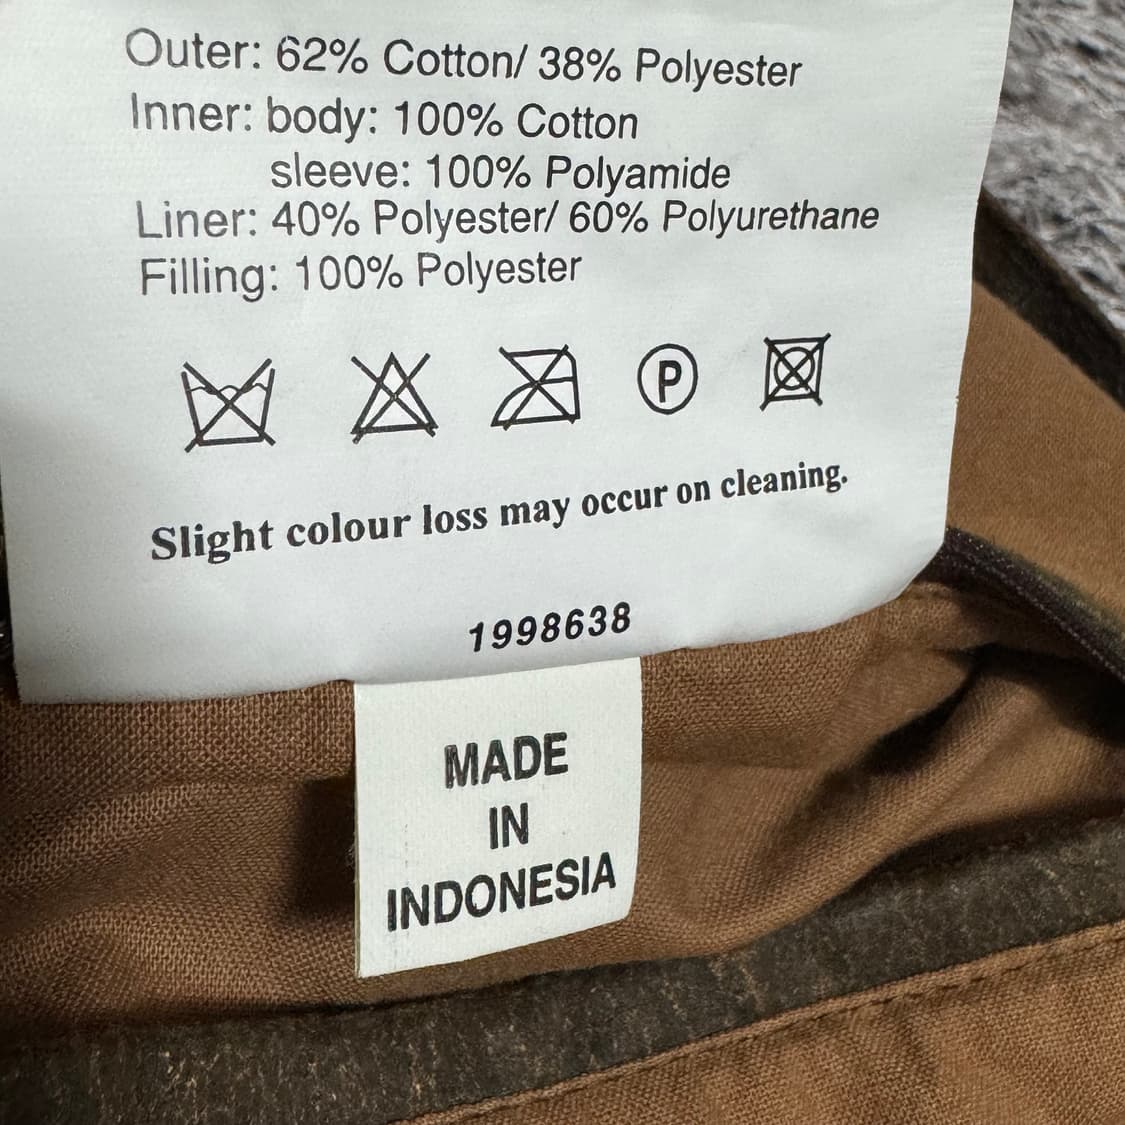 Outer: 62% Cotton/ 38% Polyester
Inner: body: 100% Cotton
sleeve: 100% Polyamide
Liner: 40% Polyester/ 60% Polyurethane
Filling: 100% Polyester
P
Slight colour loss may occur on cleaning.
1998638
MADE
IN
INDONESIA